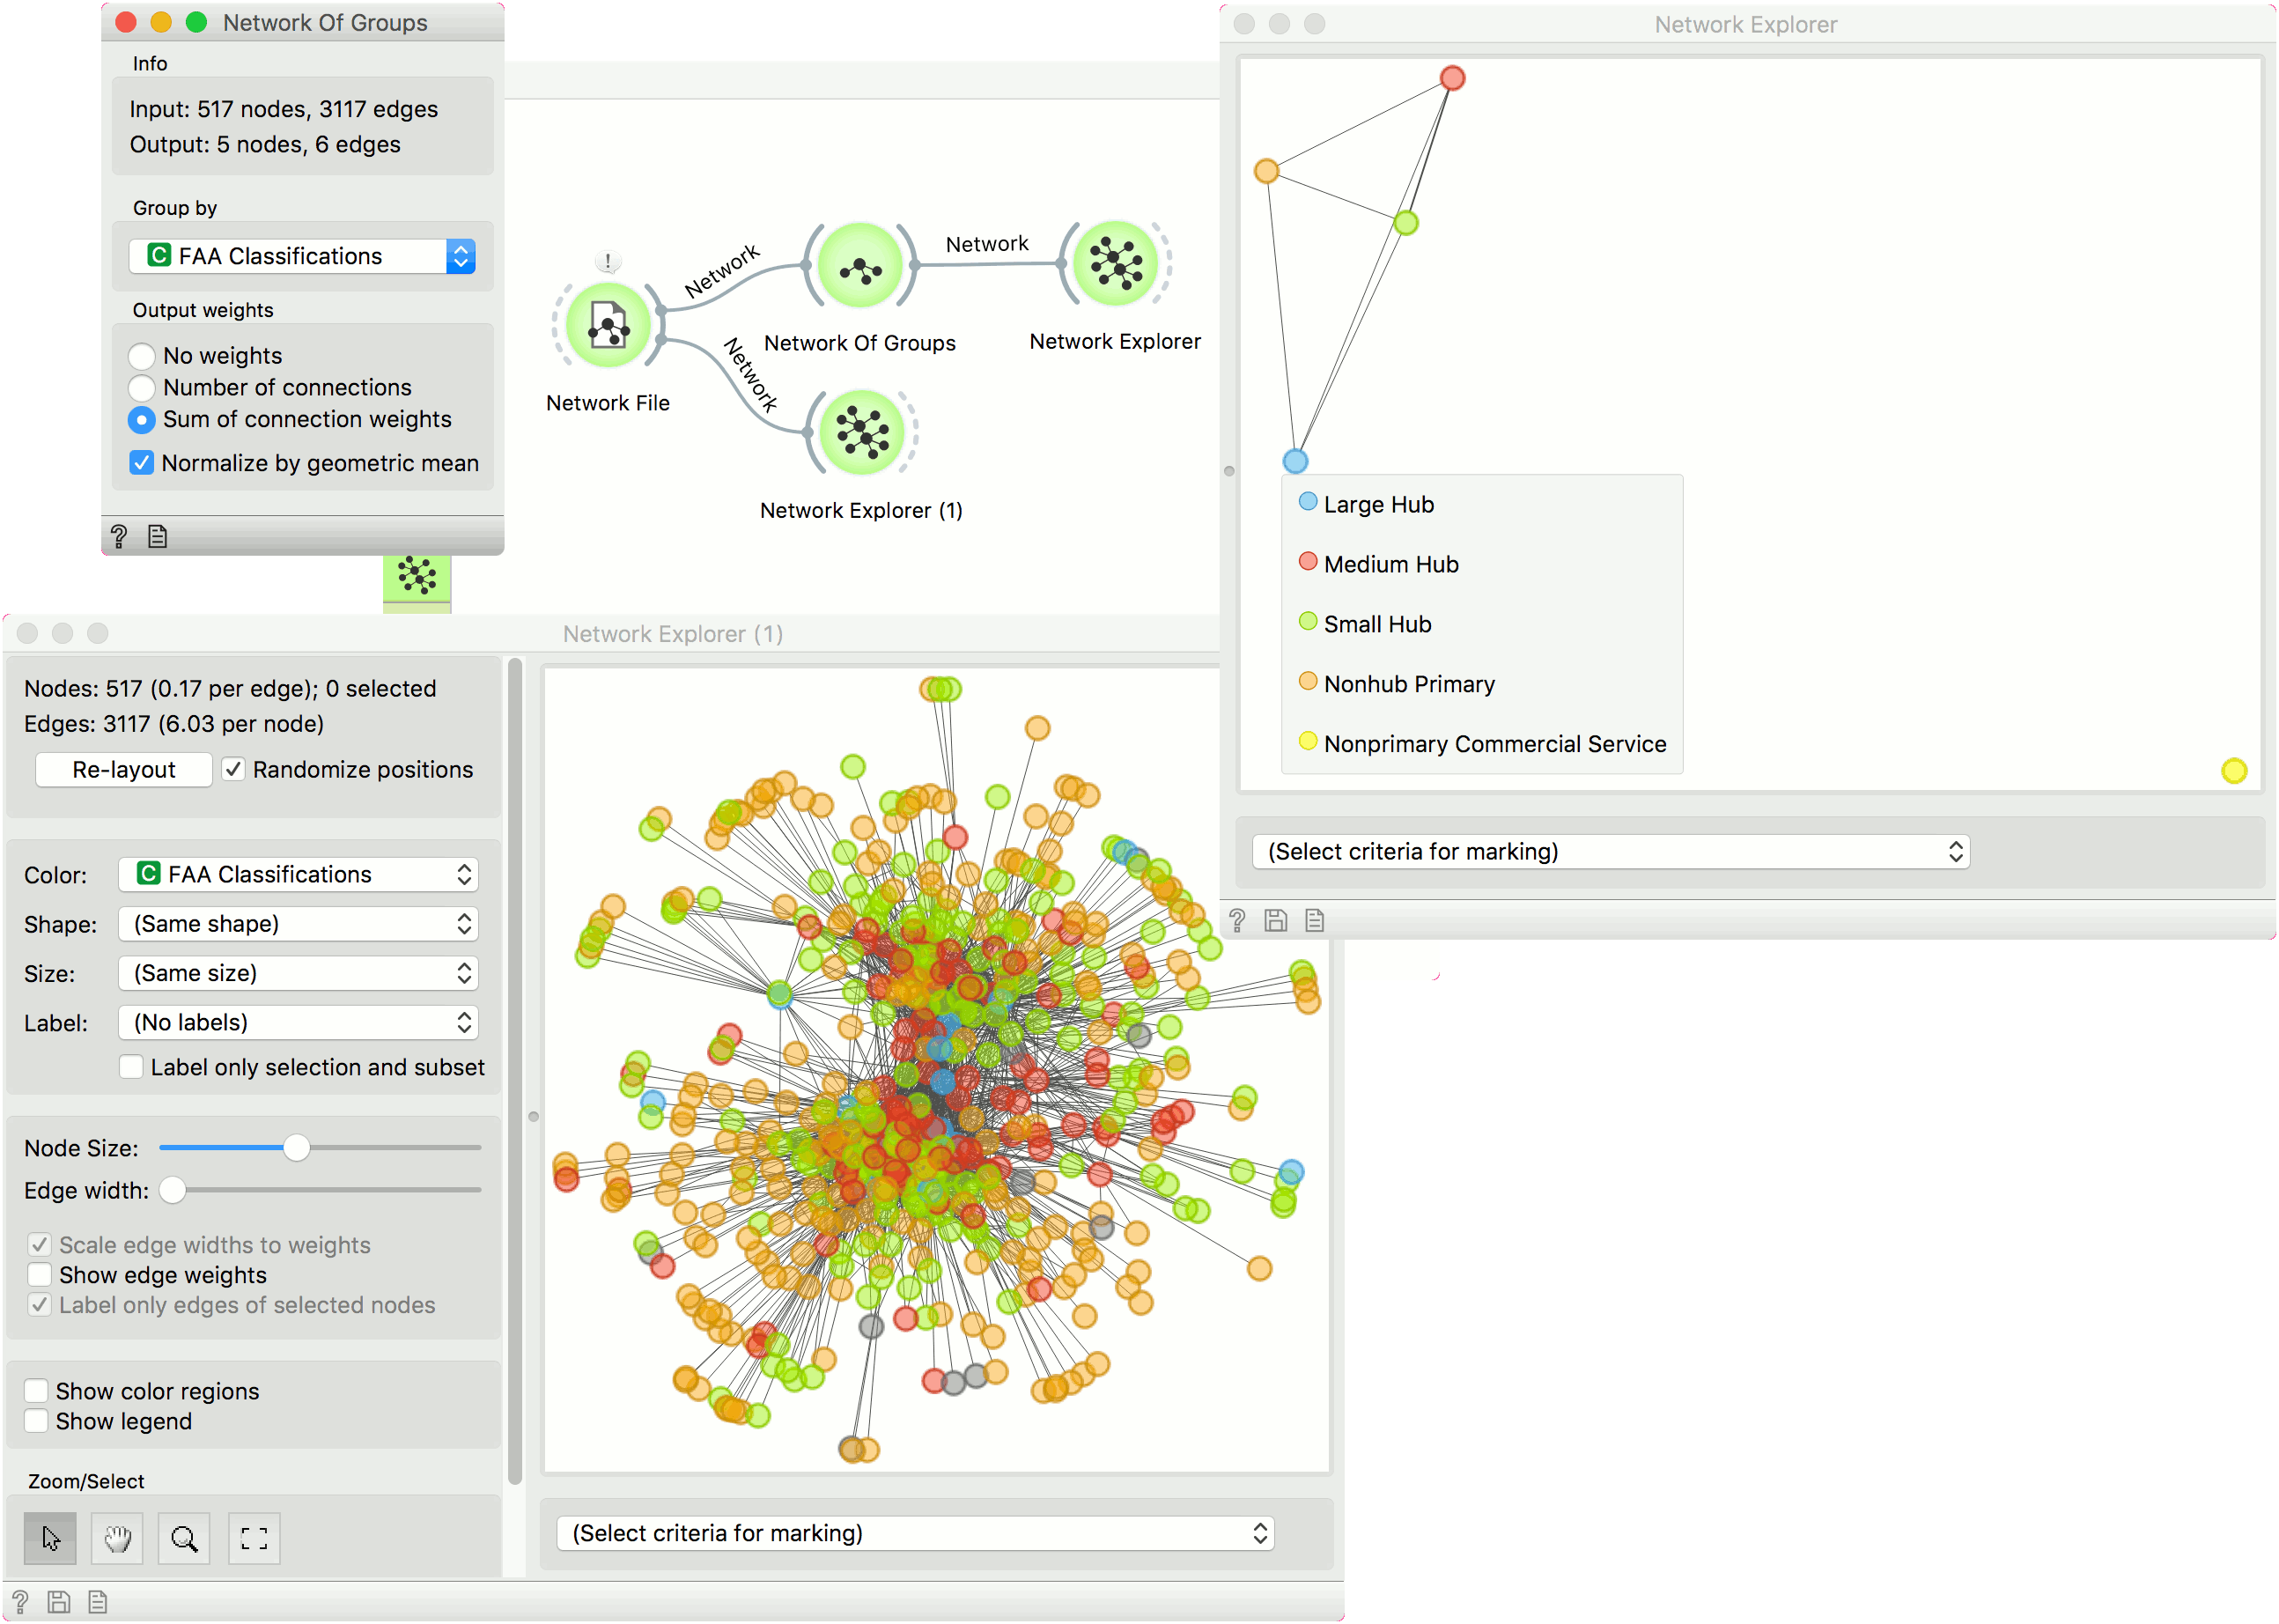 Network Of Groups
Info
Input: 517 nodes, 3117 edges
Output: 5 nodes, 6 edges
Group by
C FAA Classifications
Output weights
No weights
Number of connections
Sum of connection weights
Normalize by geometric mean
?
!
Network File
Network
Network
Network Of Groups
Network
Network Explorer
Network Explorer (1)
Network Explorer
Large Hub
Medium Hub
Small Hub
Nonhub Primary
Nonprimary Commercial Service
(Select criteria for marking)
?
Network Explorer (1)
Nodes: 517 (0.17 per edge); 0 selected
Edges: 3117 (6.03 per node)
Re-layout
Randomize positions
Color: C FAA Classifications
Shape: (Same shape)
Size: (Same size)
Label: (No labels)
Label only selection and subset
Node Size:
Edge width:
Scale edge widths to weights
Show edge weights
Label only edges of selected nodes
Show color regions
Show legend
Zoom/Select
(Select criteria for marking)
?